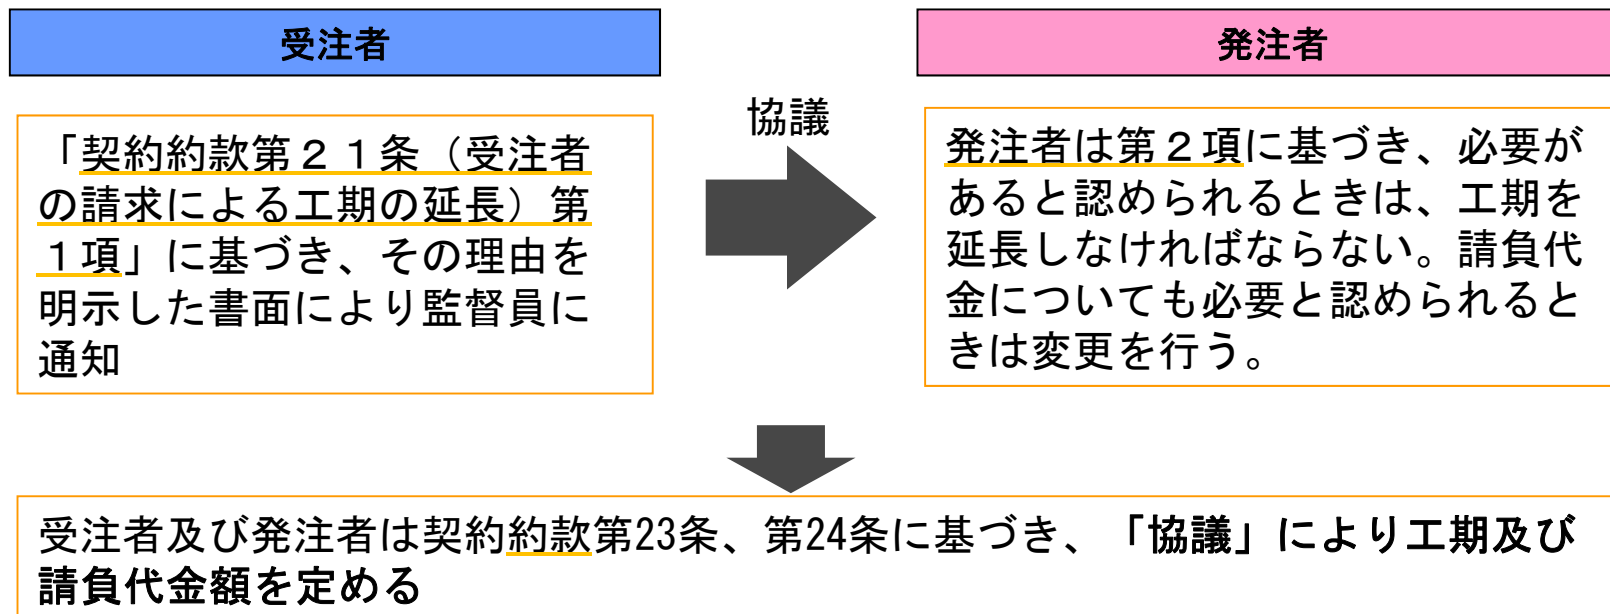 受注者
発注者
「契約約款第２１条（受注者
の請求による工期の延長）第
１項」に基づき、その理由を
明示した書面により監督員に
通知
協議
発注者は第２項に基づき、必要が
あると認められるときは、工期を
延長しなければならない。請負代
金についても必要と認められると
きは変更を行う。
受注者及び発注者は契約約款第23条、第24条に基づき、「協議」により工期及び
請負代金額を定める